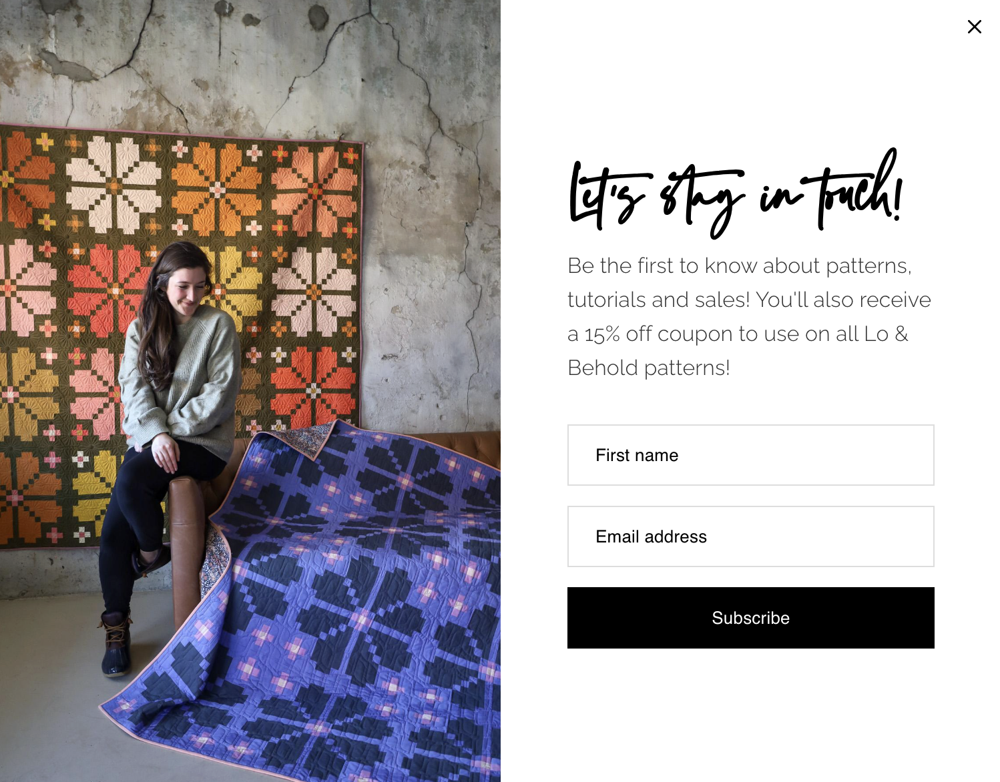 Let's stay in touch!
Be the first to know about patterns,
tutorials and sales! You'll also receive
a 15% off coupon to use on all Lo &
Behold patterns!
First name
Email address
Subscribe